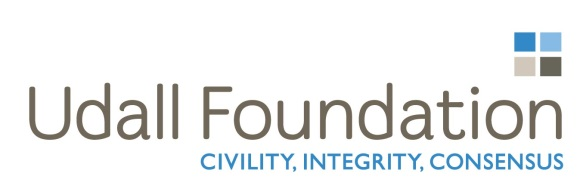 Udall Foundation
CIVILITY, INTEGRITY, CONSENSUS